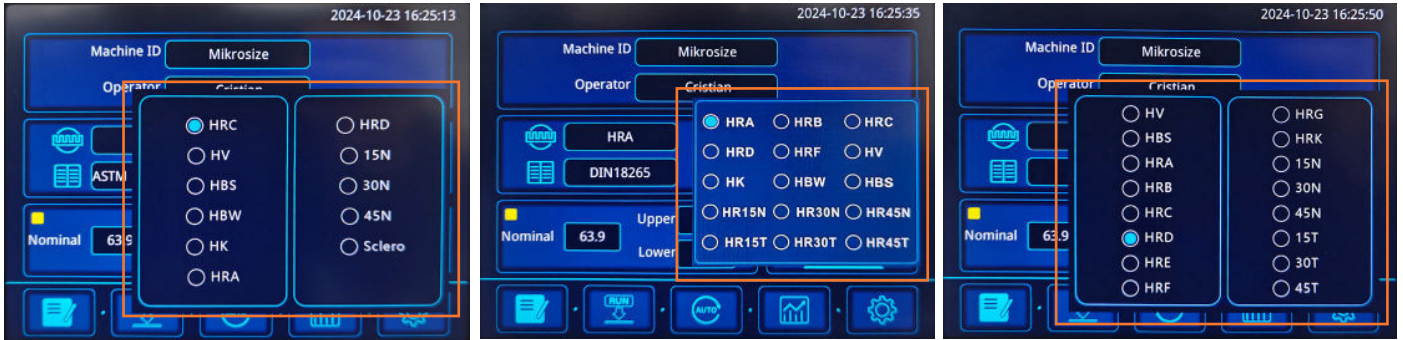 2024-10-23 16:25:13
Machine ID Mikrosize
Operator Cristian
HRC
HV
HBS
HBW
HK
HRA
HRD
15N
30N
45N
Sclero
ASTM
Nominal 63.9
2024-10-23 16:25:35
Machine ID Mikrosize
Operator Cristian
HRA
DIN18265
HRA HRB HRC
HRD HRF HV
HK HBW HBS
HR15N HR30N HR45N
HR15T HR30T HR45T
Nominal 63.9
Upper
Lower
RUN
AUTO
2024-10-23 16:25:50
Machine ID Mikrosize
Operator Cristian
HV
HBS
HRA
HRB
HRC
HRD
HRE
HRF
HRG
HRK
15N
30N
45N
15T
30T
45T
Nominal 63.9